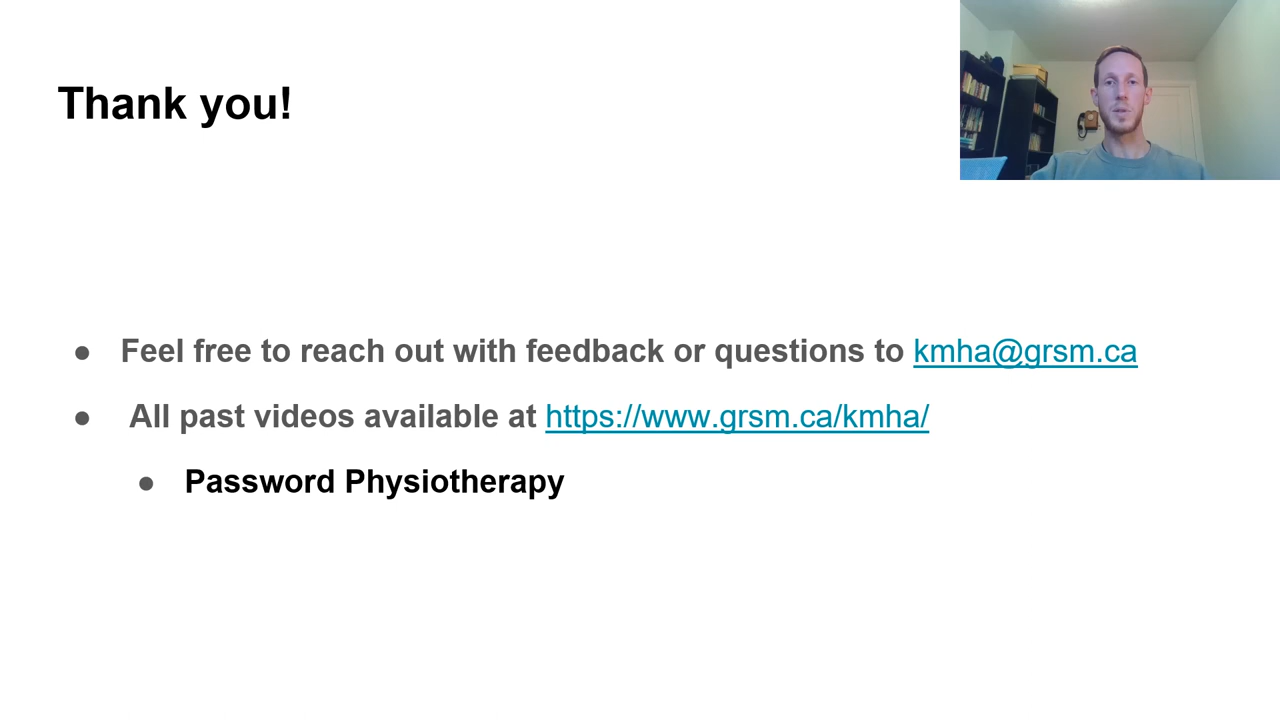 Thank you!
● Feel free to reach out with feedback or questions to kmha@grsm.ca
● All past videos available at https://www.grsm.ca/kmha/
● Password Physiotherapy